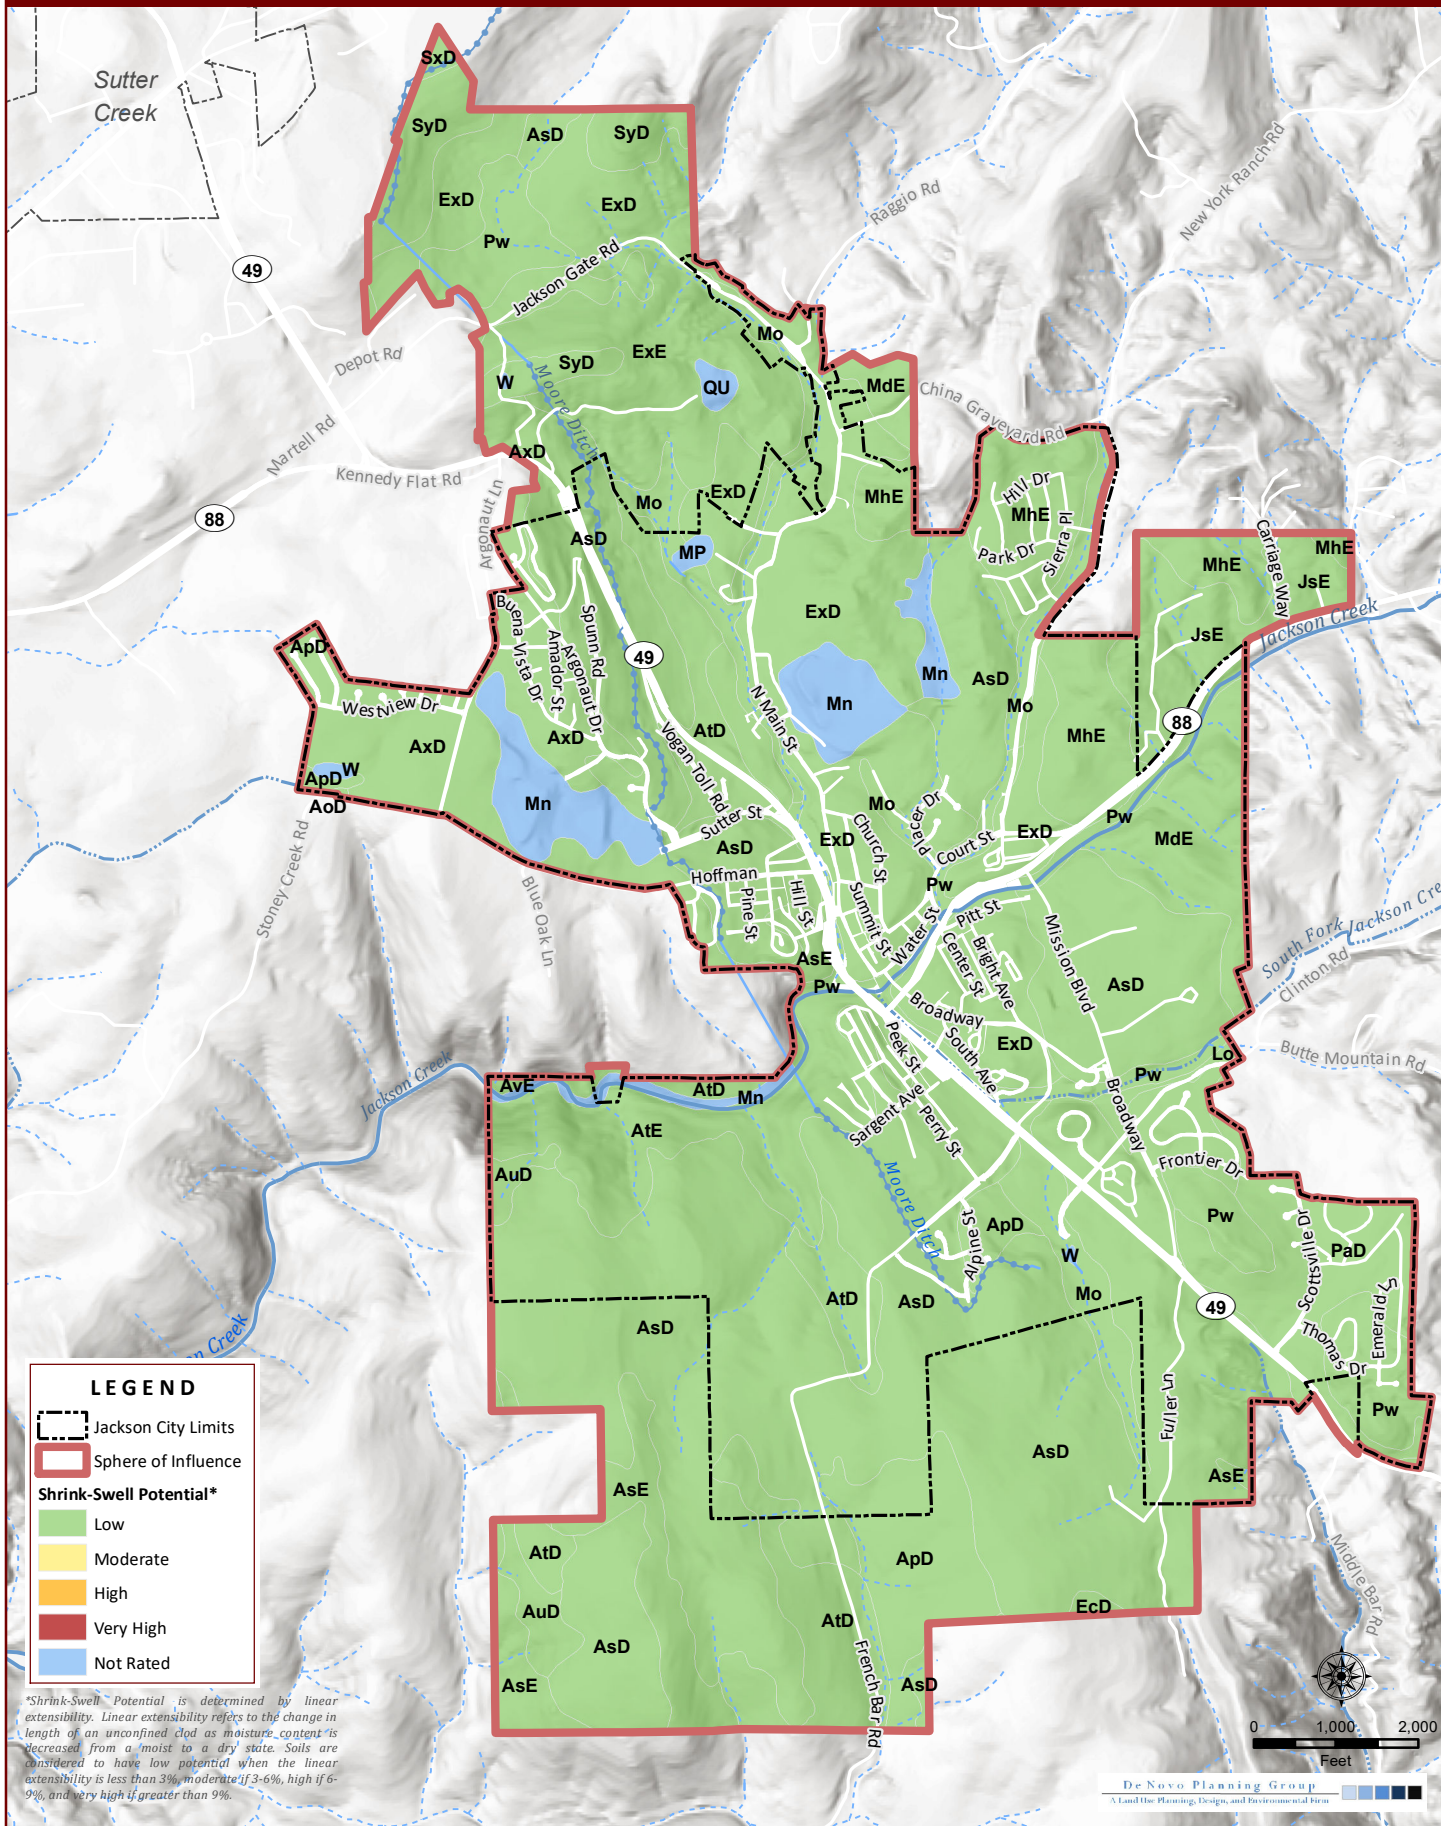 Sutter
Creek
SxD
SyD
AsD
SyD
ExD
ExD
Pw
Raggio Rd
New York Ranch Rd
49
Jackson Gate Rd
Depot Rd
Mo
SyD
ExE
W
QU
MdE
Moore Ditch
China Graveyard Rd
Martell Rd
AxD
Kennedy Flat Rd
Argonaut Ln
88
Mo
ExD
MhE
Hill Dr
MhE
Park Dr
Sierra Pl
AsD
MP
Carriage Way
MhE
MhE
JsE
JsE
Jackson Creek
Buena Vista Dr
Amador St
Argonaut Dr
Spunn Rd
ExD
ApD
49
Westview Dr
AxD
AxD
AtD
N Main St
Mn
Mn
AsD
Mo
MhE
88
ApD
W
AoD
Mn
Vogan Toll Rd
Sutter St
Mo
Placer Dr
ExD
Church St
Court St
ExD
Pw
MdE
AsD
Stoney Creek Rd
Blue Oak Ln
Hoffman
Pine St
Hill St
Summit St
Pw
Water St
Pitt St
Center St
Bright Ave
Mission Blvd
South Fork Jackson Cre
Clinton Rd
AsE
Pw
AsD
Broadway
Peek St
South Ave
ExD
Lo
Butte Mountain Rd
Pw
Jackson Creek
AvE
AtD
Mn
Sargent Ave
Perry St
Broadway
AtE
AuD
Frontier Dr
Moore Ditch
Alpine St
ApD
Pw
W
Scottsville Dr
PaD
AtD
AsD
Mo
49
AsD
Emerald
Thomas Dr
Fuller Ln
Pw
AsD
AsE
AsE
AtD
ApD
Middle Bar Rd
AuD
AtD
EcD
AsD
French Bar Rd
AsE
AsD
n Creek
LEGEND
Jackson City Limits
Sphere of Influence
Shrink-Swell Potential*
Low
Moderate
High
Very High
Not Rated
*Shrink-Swell Potential is determined by linear
extensibility. Linear extensibility refers to the change in
length of an unconfined clod as moisture content is
decreased from a moist to a dry state. Soils are
considered to have low potential when the linear
extensibility is less than 3%, moderate if 3-6%, high if 6-
9%, and very high if greater than 9%.
0 1,000 2,000
Feet
De Novo Planning Group
A Land Use Planning, Design, and Environmental Firm